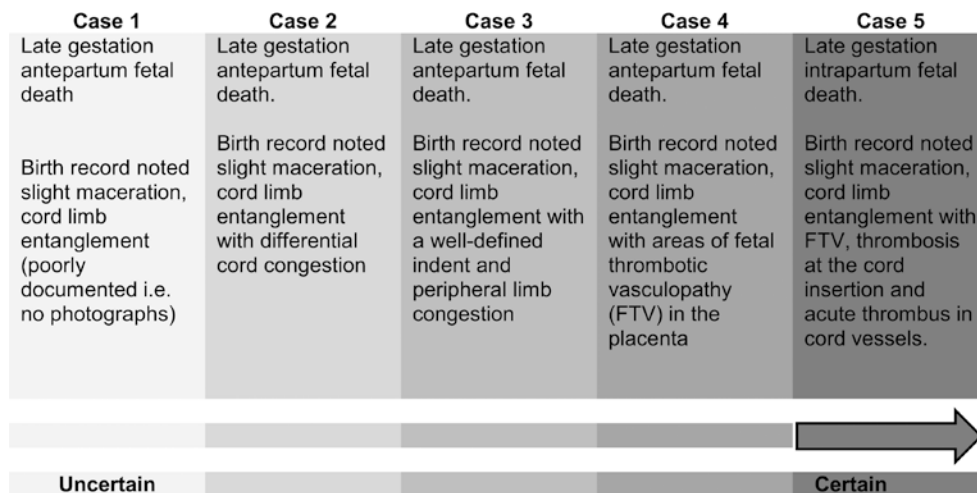 Case 1
Late gestation
antepartum fetal
death
Birth record noted
slight maceration,
cord limb
entanglement
(poorly
documented i.e.
no photographs)
Case 2
Late gestation
antepartum fetal
death.
Birth record noted
slight maceration,
cord limb
entanglement
with differential
cord congestion
Case 3
Late gestation
antepartum fetal
death.
Birth record noted
slight maceration,
cord limb
entanglement with
a well-defined
indent and
peripheral limb
congestion
Case 4
Late gestation
antepartum fetal
death.
Birth record noted
slight maceration,
cord limb
entanglement
with areas of fetal
thrombotic
vasculopathy
(FTV) in the
placenta
Case 5
Late gestation
intrapartum fetal
death.
Birth record noted
slight maceration,
cord limb
entanglement with
FTV, thrombosis
at the cord
insertion and
acute thrombus in
cord vessels.
Uncertain
Certain